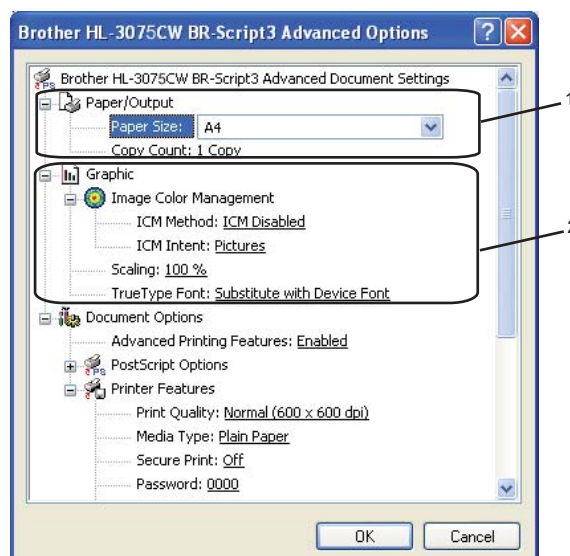 Brother HL-3075CW BR-Script3 Advanced Options
Brother HL-3075CW BR-Script3 Advanced Document Settings
Paper/Output
1
Paper Size: A4
Copy Count: 1 Copy
Graphic
Image Color Management
ICM Method: ICM Disabled
2
ICM Intent: Pictures
Scaling: 100 %
TrueType Font: Substitute with Device Font
Document Options
Advanced Printing Features: Enabled
PostScript Options
Printer Features
Print Quality: Normal (600 x 600 dpi)
Media Type: Plain Paper
Secure Print: Off
Password: 0000
OK Cancel